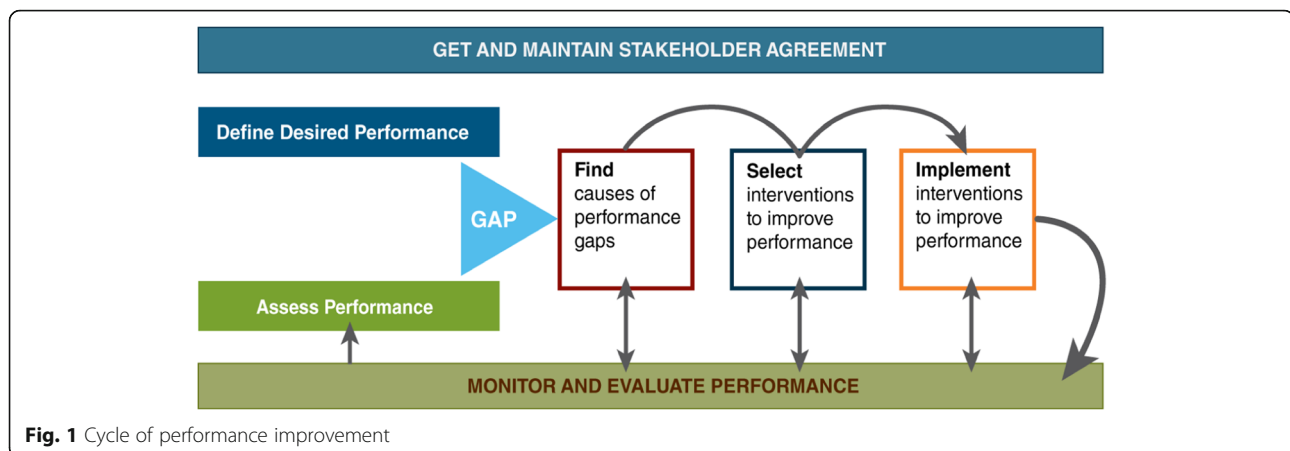 GET AND MAINTAIN STAKEHOLDER AGREEMENT
Define Desired Performance
GAP
Find
causes of
performance
gaps
Select
interventions
to improve
performance
Implement
interventions
to improve
performance
Assess Performance
MONITOR AND EVALUATE PERFORMANCE
Fig. 1 Cycle of performance improvement